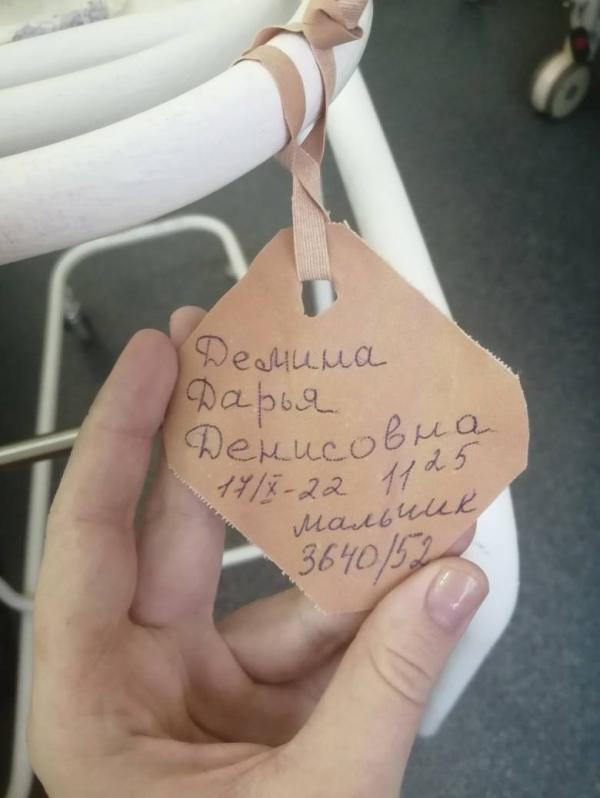 Демина
Дарья
Денисовна
17/X-22 11 25
мальчик
3640/52